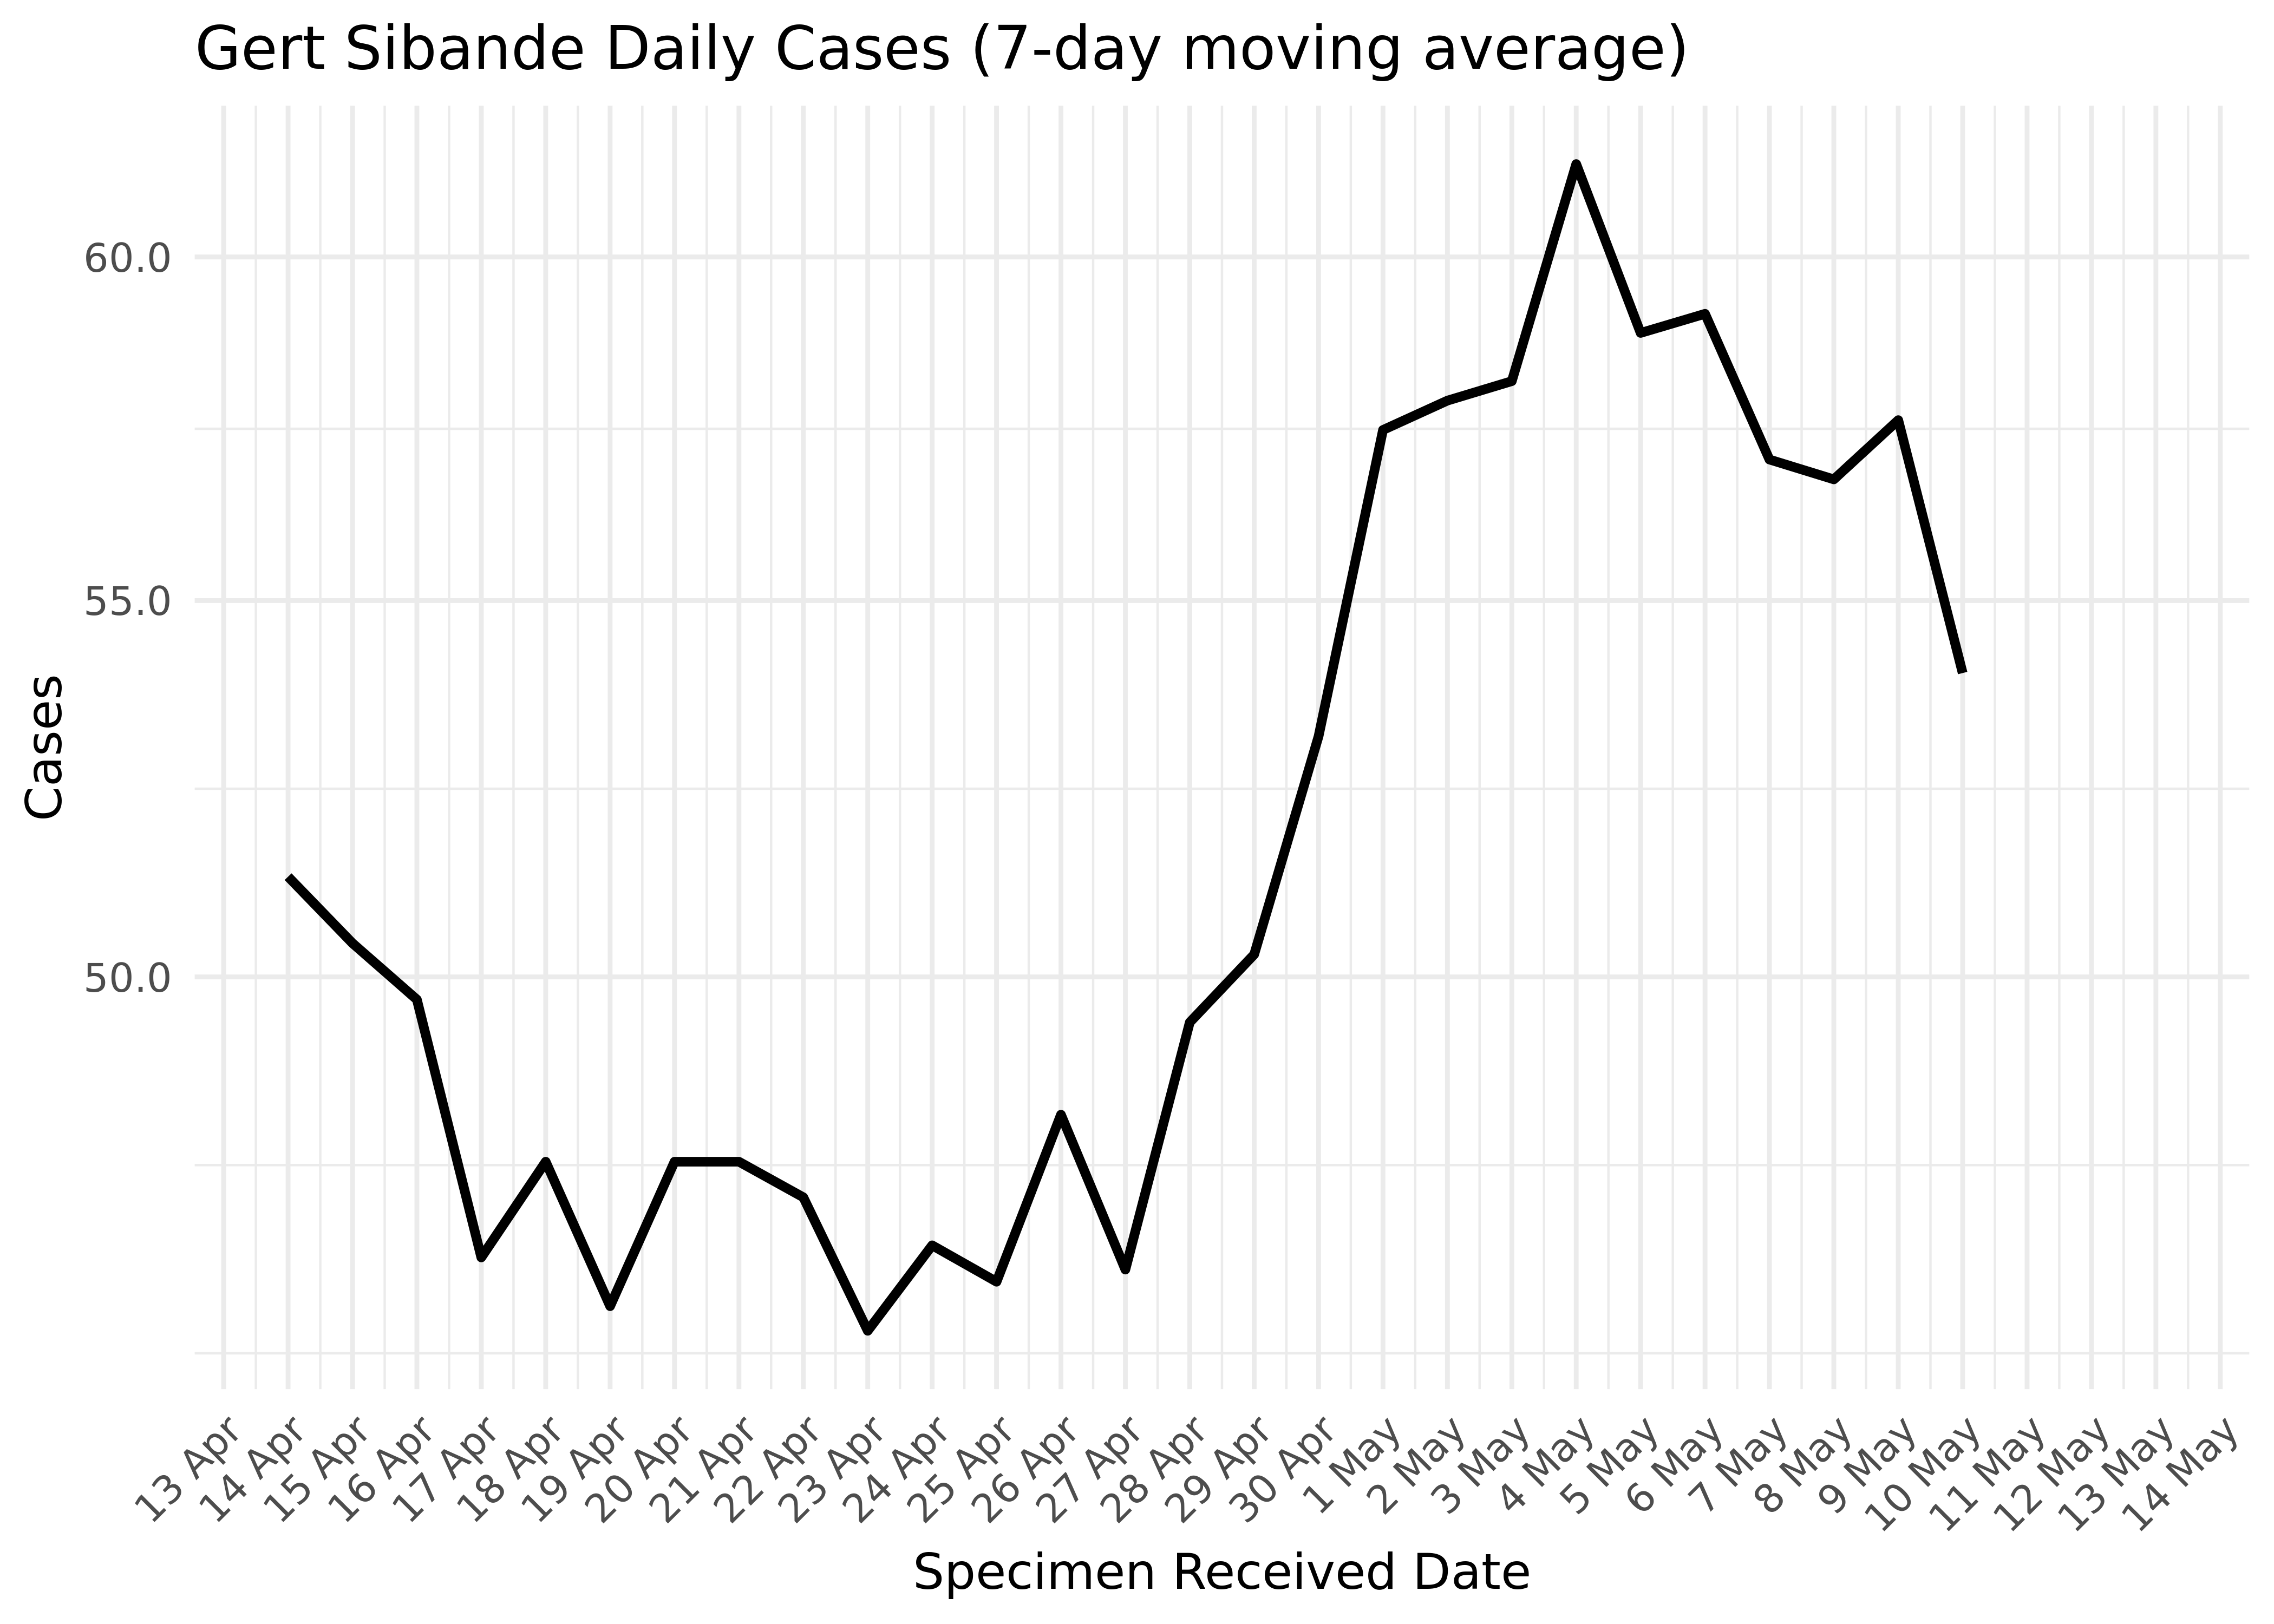 Gert Sibande Daily Cases (7-day moving average)
60.0
55.0
50.0
Cases
13 Apr
14 Apr
15 Apr
16 Apr
17 Apr
18 Apr
19 Apr
20 Apr
21 Apr
22 Apr
23 Apr
24 Apr
25 Apr
26 Apr
27 Apr
28 Apr
29 Apr
30 Apr
1 May
2 May
3 May
4 May
5 May
6 May
7 May
8 May
9 May
10 May
11 May
12 May
13 May
14 May
Specimen Received Date